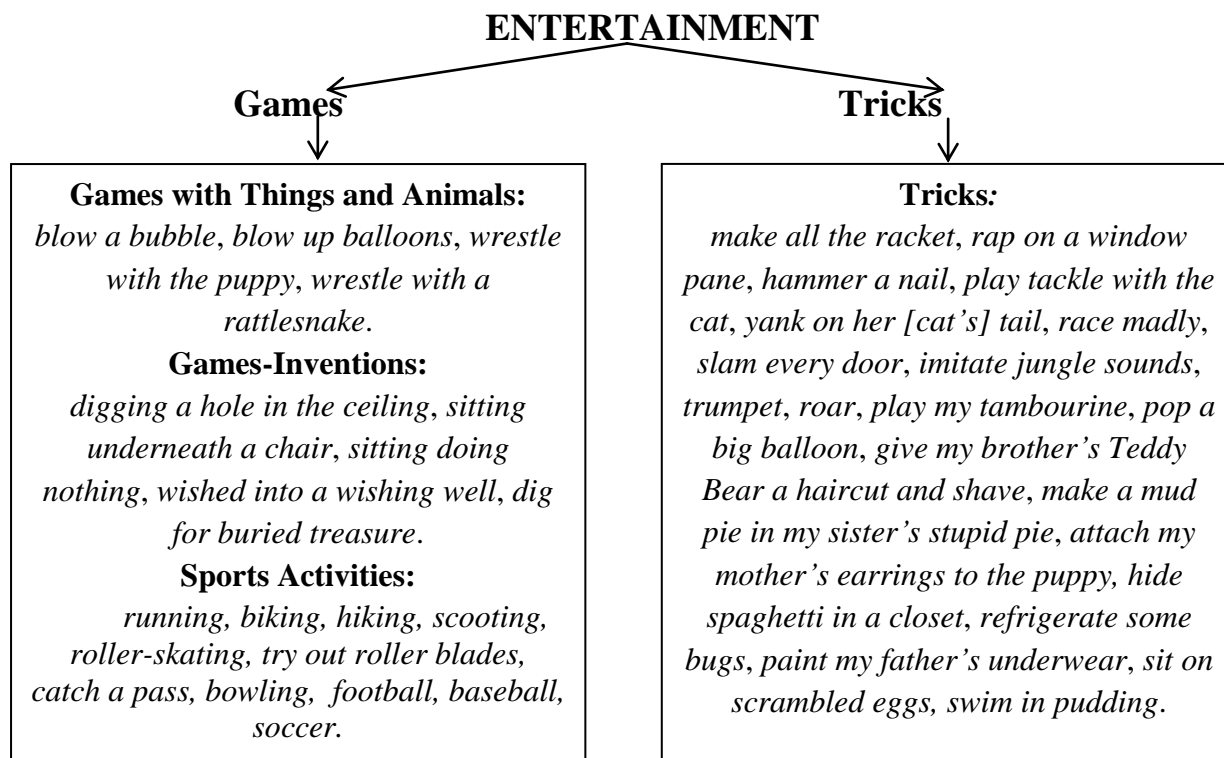 ENTERTAINMENT
Games
Tricks
Games with Things and Animals:
blow a bubble, blow up balloons, wrestle
with the puppy, wrestle with a
rattlesnake.
Games-Inventions:
digging a hole in the ceiling, sitting
underneath a chair, sitting doing
nothing, wished into a wishing well, dig
for buried treasure.
Sports Activities:
running, biking, hiking, scooting,
roller-skating, try out roller blades,
catch a pass, bowling, football, baseball,
soccer.
Tricks:
make all the racket, rap on a window
pane, hammer a nail, play tackle with the
cat, yank on her [cat’s] tail, race madly,
slam every door, imitate jungle sounds,
trumpet, roar, play my tambourine, pop a
big balloon, give my brother’s Teddy
Bear a haircut and shave, make a mud
pie in my sister’s stupid pie, attach my
mother’s earrings to the puppy, hide
spaghetti in a closet, refrigerate some
bugs, paint my father’s underwear, sit on
scrambled eggs, swim in pudding.